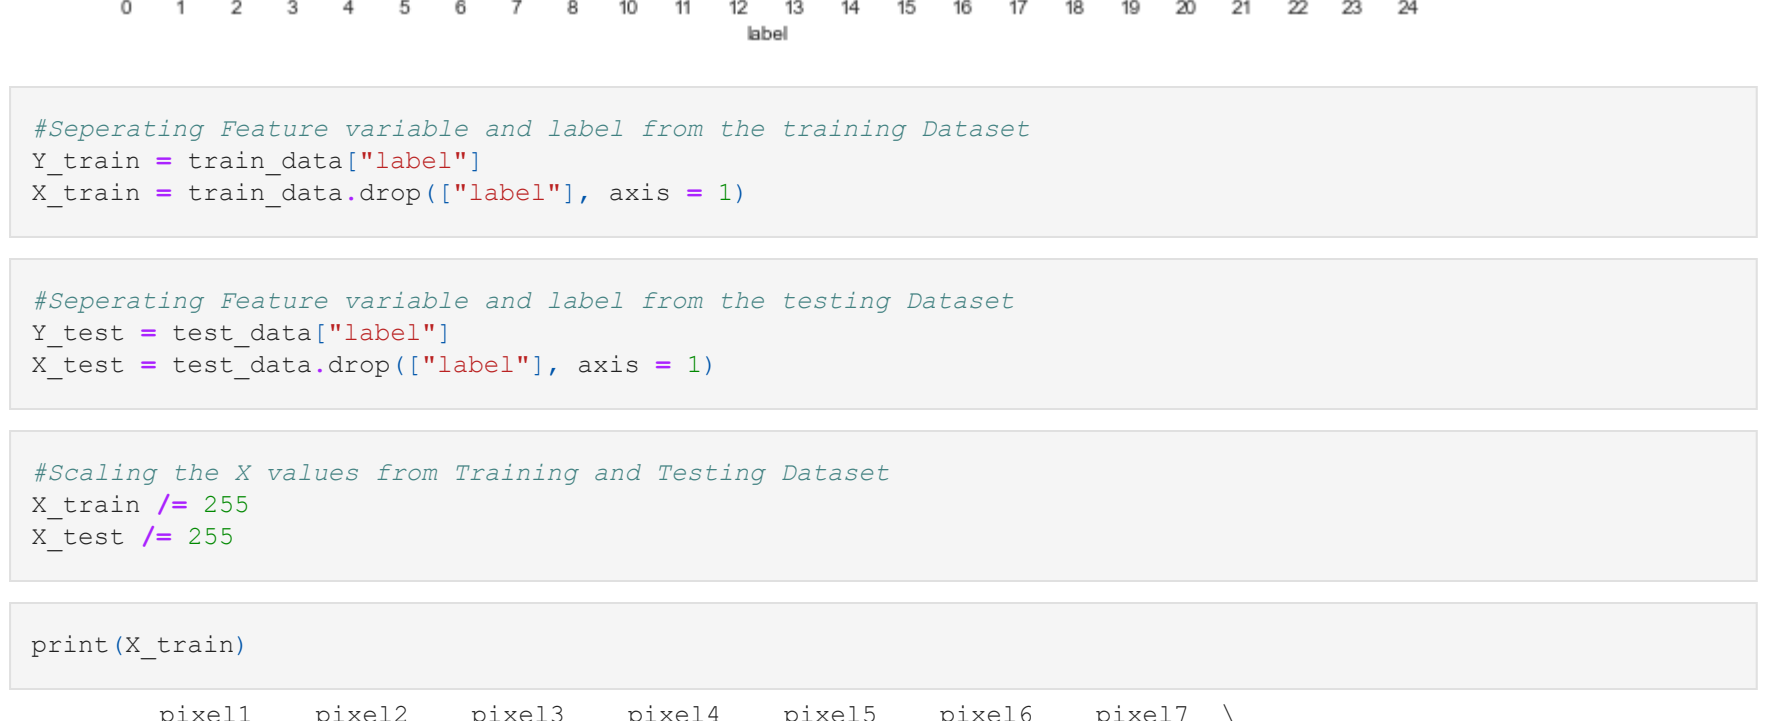 0 1 2 3 4 5 6 7 8 10 11 12 13 14 15 16 17 18 19 20 21 22 23 24
label
#Seperating Feature variable and label from the training Dataset
Y_train = train_data["label"]
X_train = train_data.drop(["label"], axis = 1)
#Seperating Feature variable and label from the testing Dataset
Y_test = test_data["label"]
X_test = test_data.drop(["label"], axis = 1)
#Scaling the X values from Training and Testing Dataset
X_train /= 255
X_test /= 255
print(X_train)
pixel1 pixel2 pixel3 pixel4 pixel5 pixel6 pixel7 \